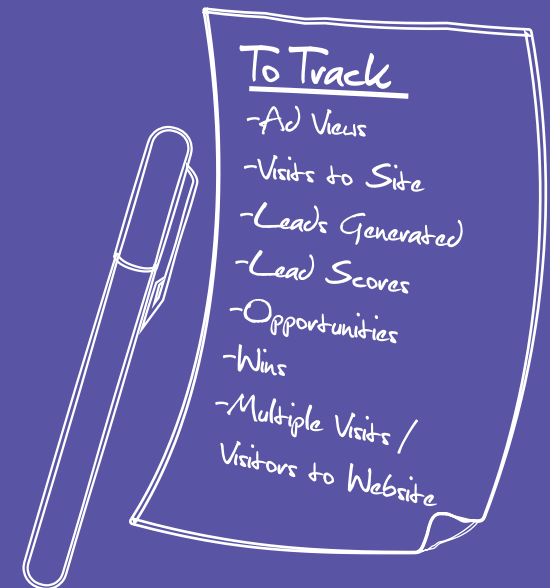 To Track
-Ad Views
-Visits to Site
-Leads Generated
-Lead Scores
-Opportunities
-Wins
-Multiple Visits /
Visitors to Website